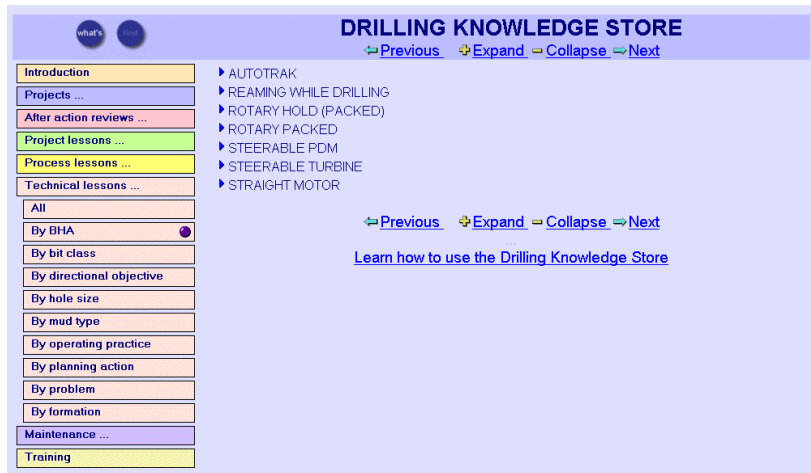 what's
find
DRILLING KNOWLEDGE STORE
Previous Expand Collapse Next
Introduction
Projects ...
After action reviews ...
Project lessons ...
Process lessons ...
Technical lessons ...
All
By BHA
By bit class
By directional objective
By hole size
By mud type
By operating practice
By planning action
By problem
By formation
Maintenance ...
Training
AUTOTRAK
REAMING WHILE DRILLING
ROTARY HOLD (PACKED)
ROTARY PACKED
STEERABLE PDM
STEERABLE TURBINE
STRAIGHT MOTOR
Previous Expand Collapse Next
...
Learn how to use the Drilling Knowledge Store